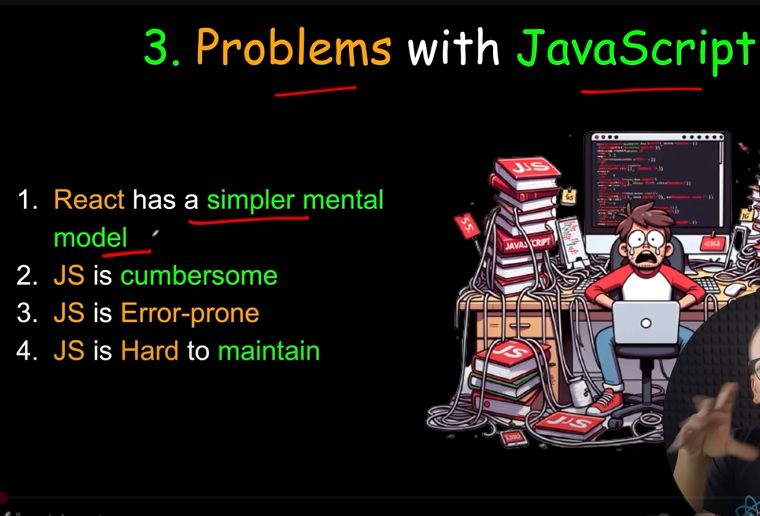 3. Problems with JavaScript
1. React has a simpler mental
model
2. JS is cumbersome
3. JS is Error-prone
4. JS is Hard to maintain
JS
JAVASCRIPT
JS
JS